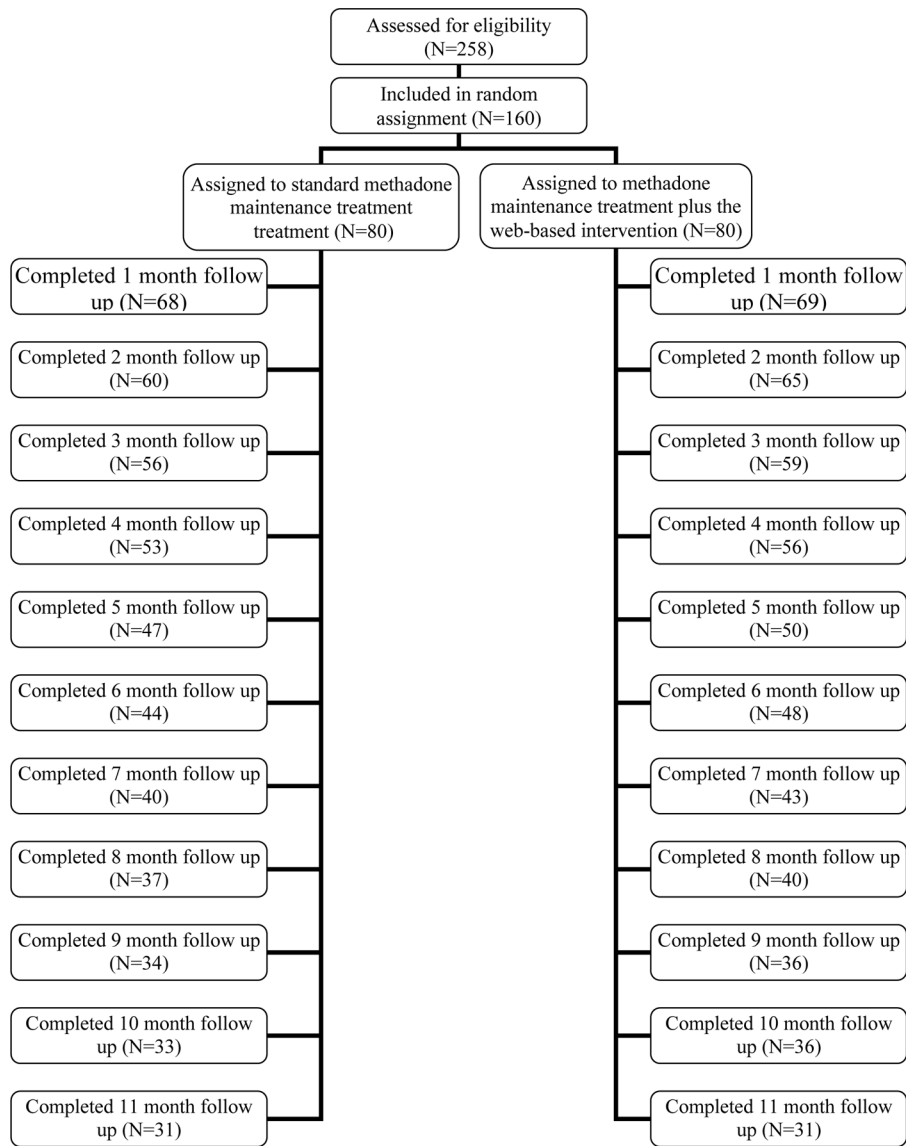 Assessed for eligibility
(N=258)
Included in random
assignment (N=160)
Assigned to standard methadone
maintenance treatment
treatment (N=80)
Assigned to methadone
maintenance treatment plus the
web-based intervention (N=80)
Completed 1 month follow
up (N=68)
Completed 1 month follow
up (N=69)
Completed 2 month follow up
(N=60)
Completed 2 month follow up
(N=65)
Completed 3 month follow up
(N=56)
Completed 3 month follow up
(N=59)
Completed 4 month follow up
(N=53)
Completed 4 month follow up
(N=56)
Completed 5 month follow up
(N=47)
Completed 5 month follow up
(N=50)
Completed 6 month follow up
(N=44)
Completed 6 month follow up
(N=48)
Completed 7 month follow up
(N=40)
Completed 7 month follow up
(N=43)
Completed 8 month follow up
(N=37)
Completed 8 month follow up
(N=40)
Completed 9 month follow up
(N=34)
Completed 9 month follow up
(N=36)
Completed 10 month follow
up (N=33)
Completed 10 month follow
up (N=36)
Completed 11 month follow
up (N=31)
Completed 11 month follow
up (N=31)